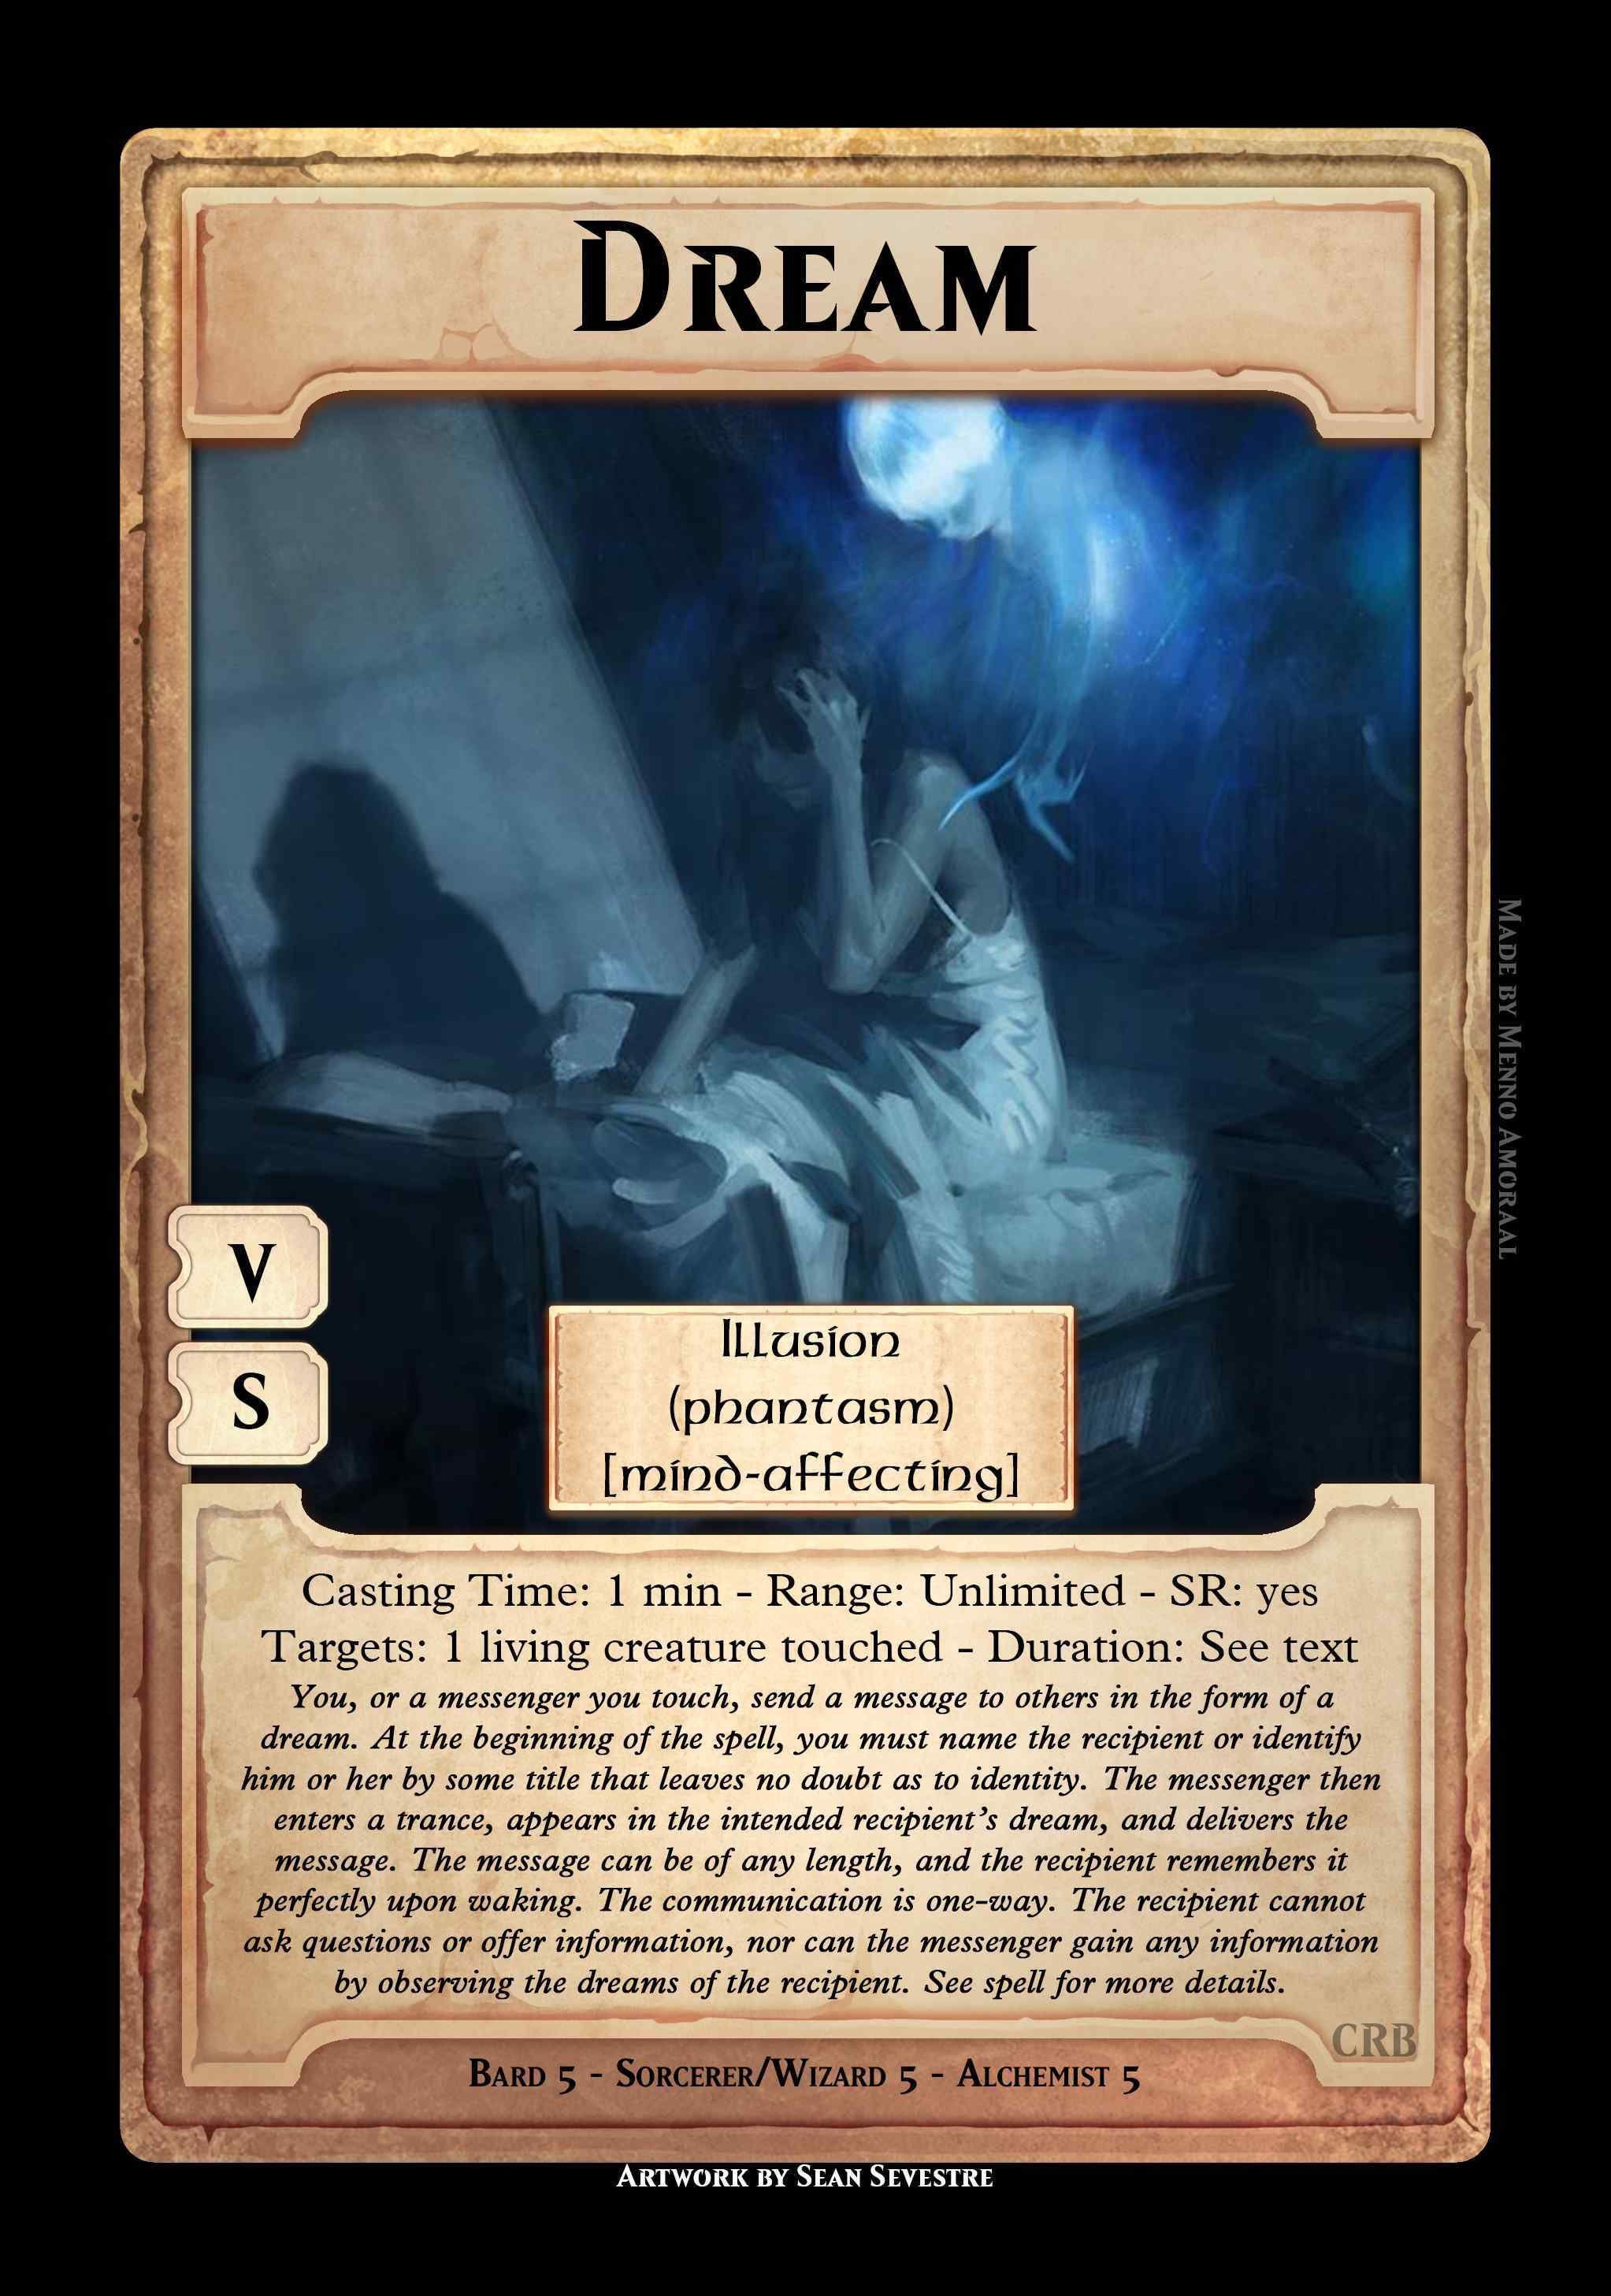 Dream
Made by Menno Amoraal
V
S
Illusion
(phantasm)
[mind-affecting]
Casting Time: 1 min - Range: Unlimited - SR: yes
Targets: 1 living creature touched - Duration: See text
You, or a messenger you touch, send a message to others in the form of a
dream. At the beginning of the spell, you must name the recipient or identify
him or her by some title that leaves no doubt as to identity. The messenger then
enters a trance, appears in the intended recipient's dream, and delivers the
message. The message can be of any length, and the recipient remembers it
perfectly upon waking. The communication is one-way. The recipient cannot
ask questions or offer information, nor can the messenger gain any information
by observing the dreams of the recipient. See spell for more details.
CRB
Bard 5 - Sorcerer/Wizard 5 - Alchemist 5
Artwork by Sean Sevestre